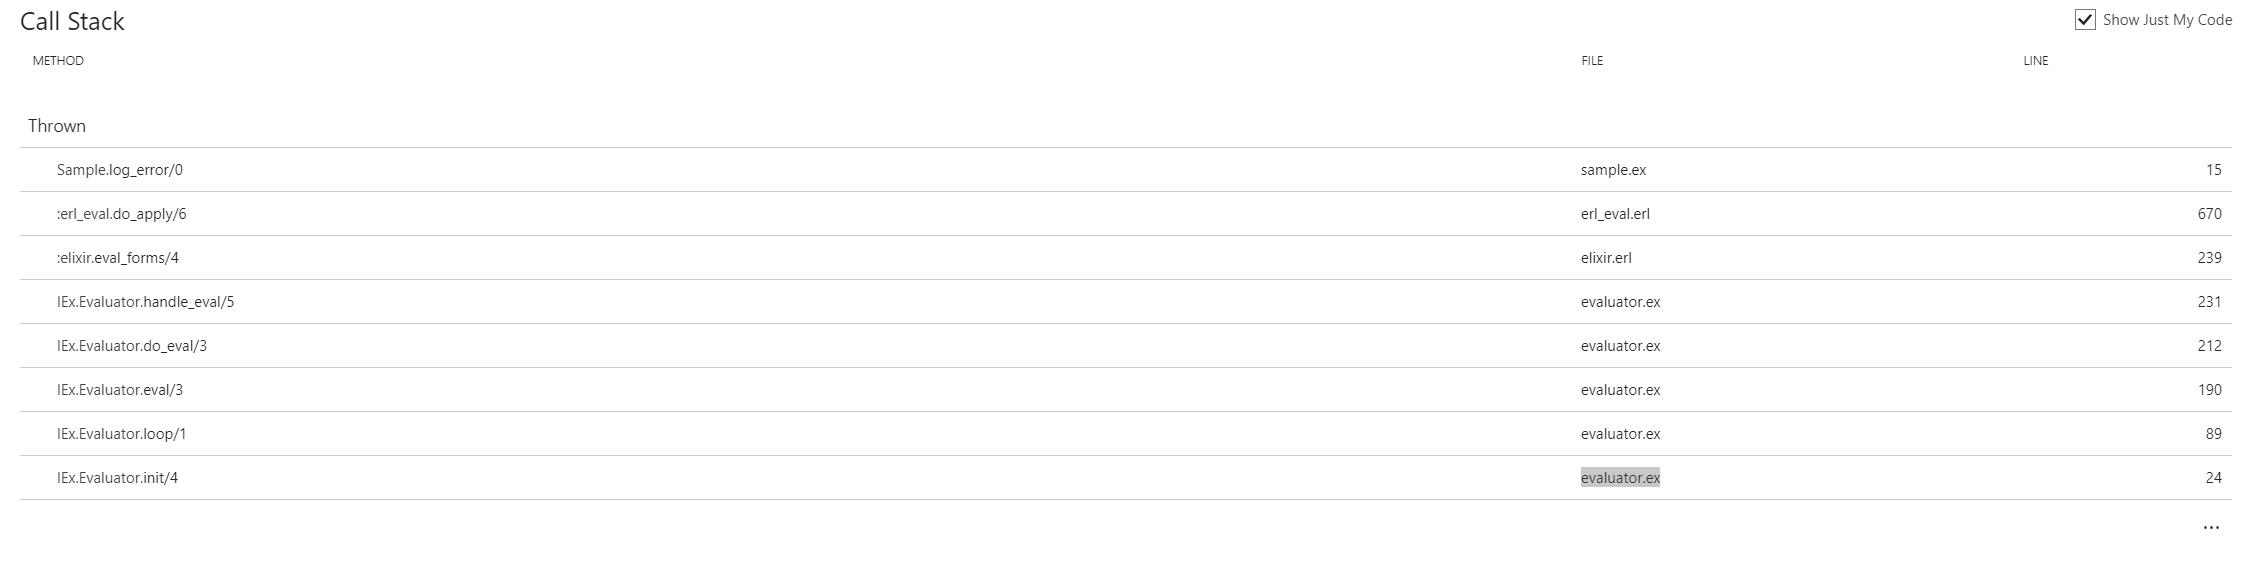 Call Stack
Show Just My Code
METHOD FILE LINE
Thrown
Sample.log_error/0 sample.ex 15
:erl_eval.do_apply/6 erl_eval.erl 670
:elixir.eval_forms/4 elixir.erl 239
IEx.Evaluator.handle_eval/5 evaluator.ex 231
IEx.Evaluator.do_eval/3 evaluator.ex 212
IEx.Evaluator.eval/3 evaluator.ex 190
IEx.Evaluator.loop/1 evaluator.ex 89
IEx.Evaluator.init/4 evaluator.ex 24
...